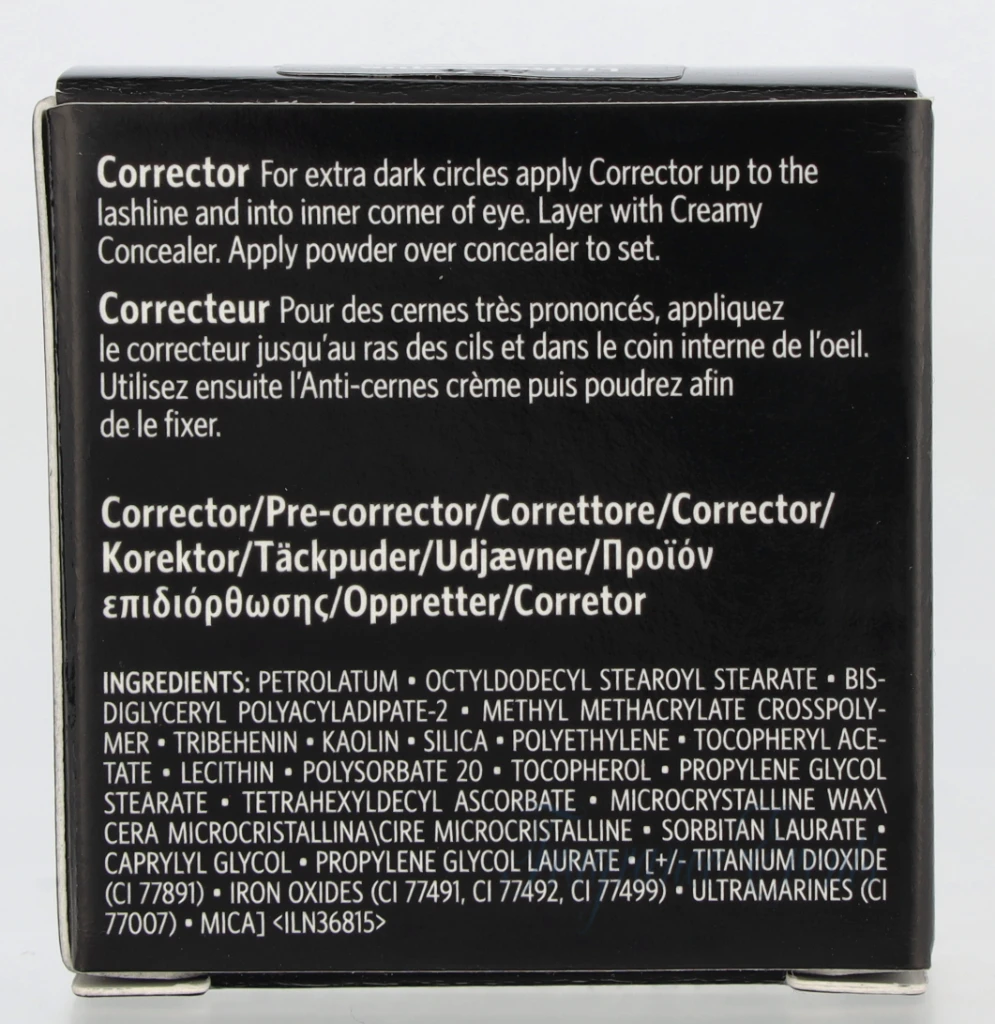 Corrector For extra dark circles apply Corrector up to the
lashline and into inner corner of eye. Layer with Creamy
Concealer. Apply powder over concealer to set.
Correcteur Pour des cernes très prononcés, appliquez
le correcteur jusqu'au ras des cils et dans le coin interne de l'oeil.
Utilisez ensuite l'Anti-cernes crème puis poudrez afin
de le fixer.
Corrector/Pre-corrector/Correttore/Corrector/
Korektor/Täckpuder/Udjævner/Προϊόν
επιδιόρθωσης/Oppretter/Corretor
INGREDIENTS: PETROLATUM • OCTYLDODECYL STEAROYL STEARATE • BIS-
DIGLYCERYL POLYACYLADIPATE-2 • METHYL METHACRYLATE CROSSPOLY-
MER • TRIBEHENIN • KAOLIN • SILICA • POLYETHYLENE • TOCOPHERYL ACE-
TATE • LECITHIN • POLYSORBATE 20 • TOCOPHEROL • PROPYLENE GLYCOL
STEARATE • TETRAHEXYLDECYL ASCORBATE • MICROCRYSTALLINE WAX\
CERA MICROCRISTALLINA\CIRE MICROCRISTALLINE • SORBITAN LAURATE •
CAPRYLYL GLYCOL • PROPYLENE GLYCOL LAURATE • [+/- TITANIUM DIOXIDE
(CI 77891) • IRON OXIDES (CI 77491, CI 77492, CI 77499) • ULTRAMARINES (CI
77007) • MICA] <ILN36815>